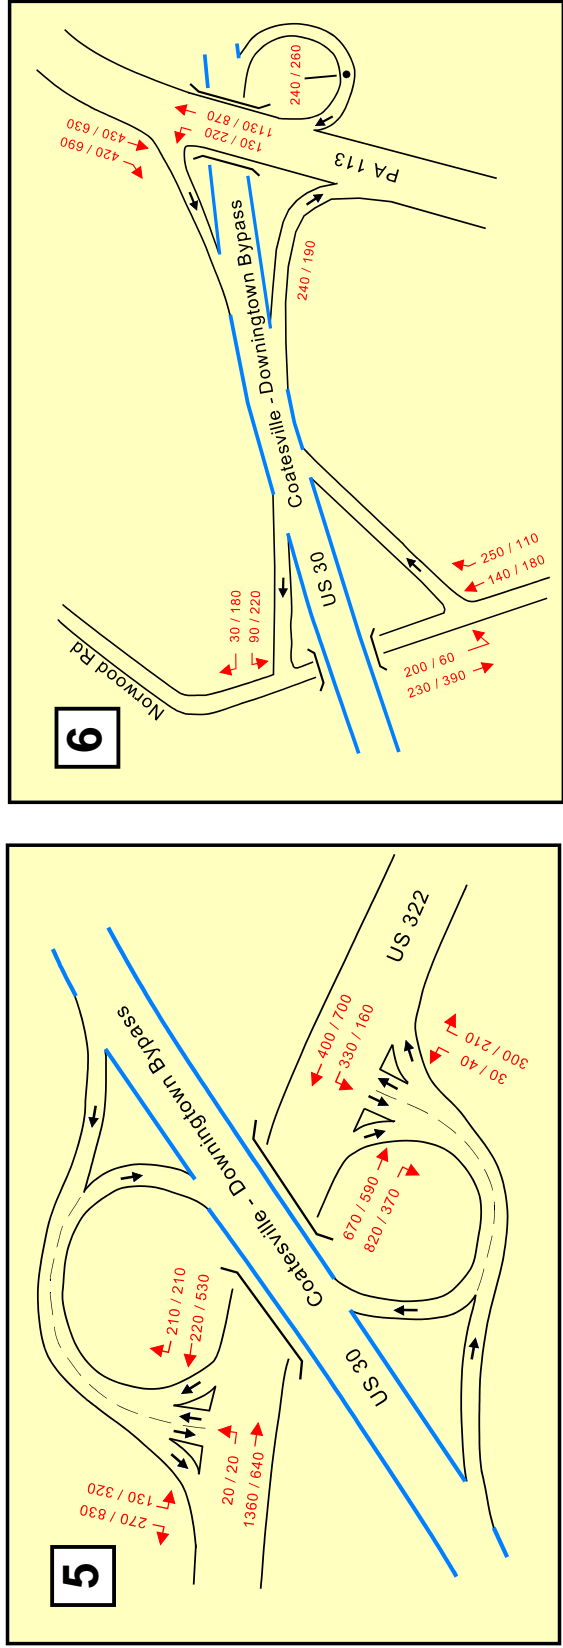 6
Norwood Rd
US 30
Coatesville - Downingtown Bypass
PA 113
30 / 180
90 / 220
420 / 690
430 / 630
1130 / 870
130 / 220
240 / 260
240 / 190
250 / 110
140 / 180
200 / 60
230 / 390
5
US 30
Coatesville - Downingtown Bypass
US 322
270 / 830
130 / 320
210 / 210
220 / 530
20 / 20
1360 / 640
400 / 700
330 / 160
670 / 590
820 / 370
300 / 210
30 / 40